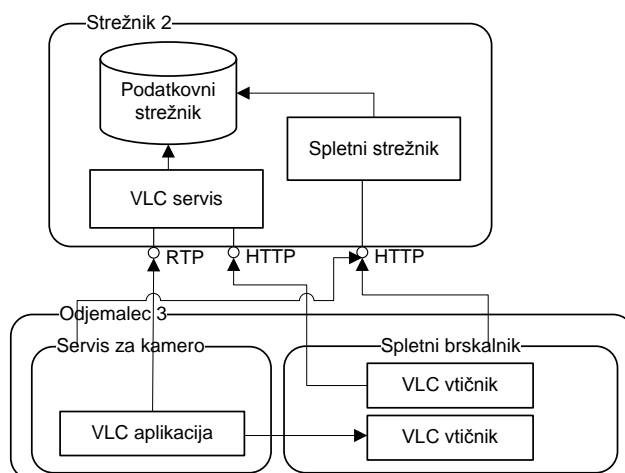 Strežnik 2
Podatkovni
strežnik
Spletni strežnik
VLC servis
RTP
HTTP
HTTP
Odjemalec 3
Servis za kamero
Spletni brskalnik
VLC vtičnik
VLC aplikacija
VLC vtičnik